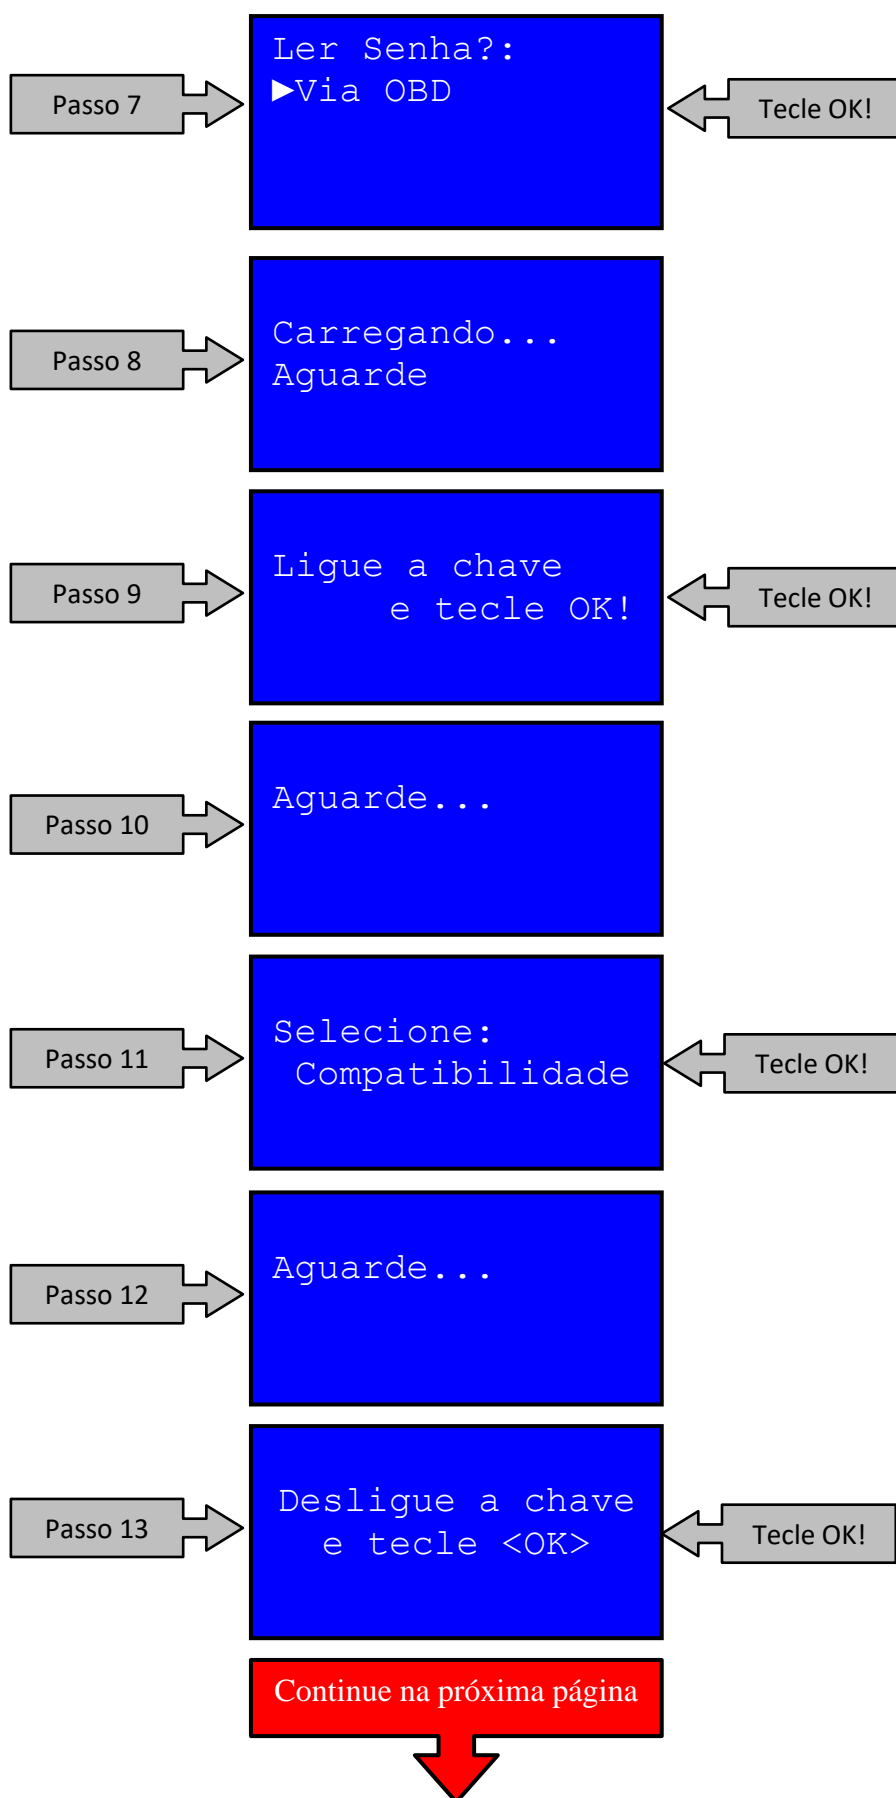 Ler Senha?:
►Via OBD
Passo 7
Tecle OK!
Carregando...
Aguarde
Passo 8
Ligue a chave
e tecle OK!
Passo 9
Tecle OK!
Aguarde...
Passo 10
Selecione:
Compatibilidade
Passo 11
Tecle OK!
Aguarde...
Passo 12
Desligue a chave
e tecle <OK>
Passo 13
Tecle OK!
Continue na próxima página